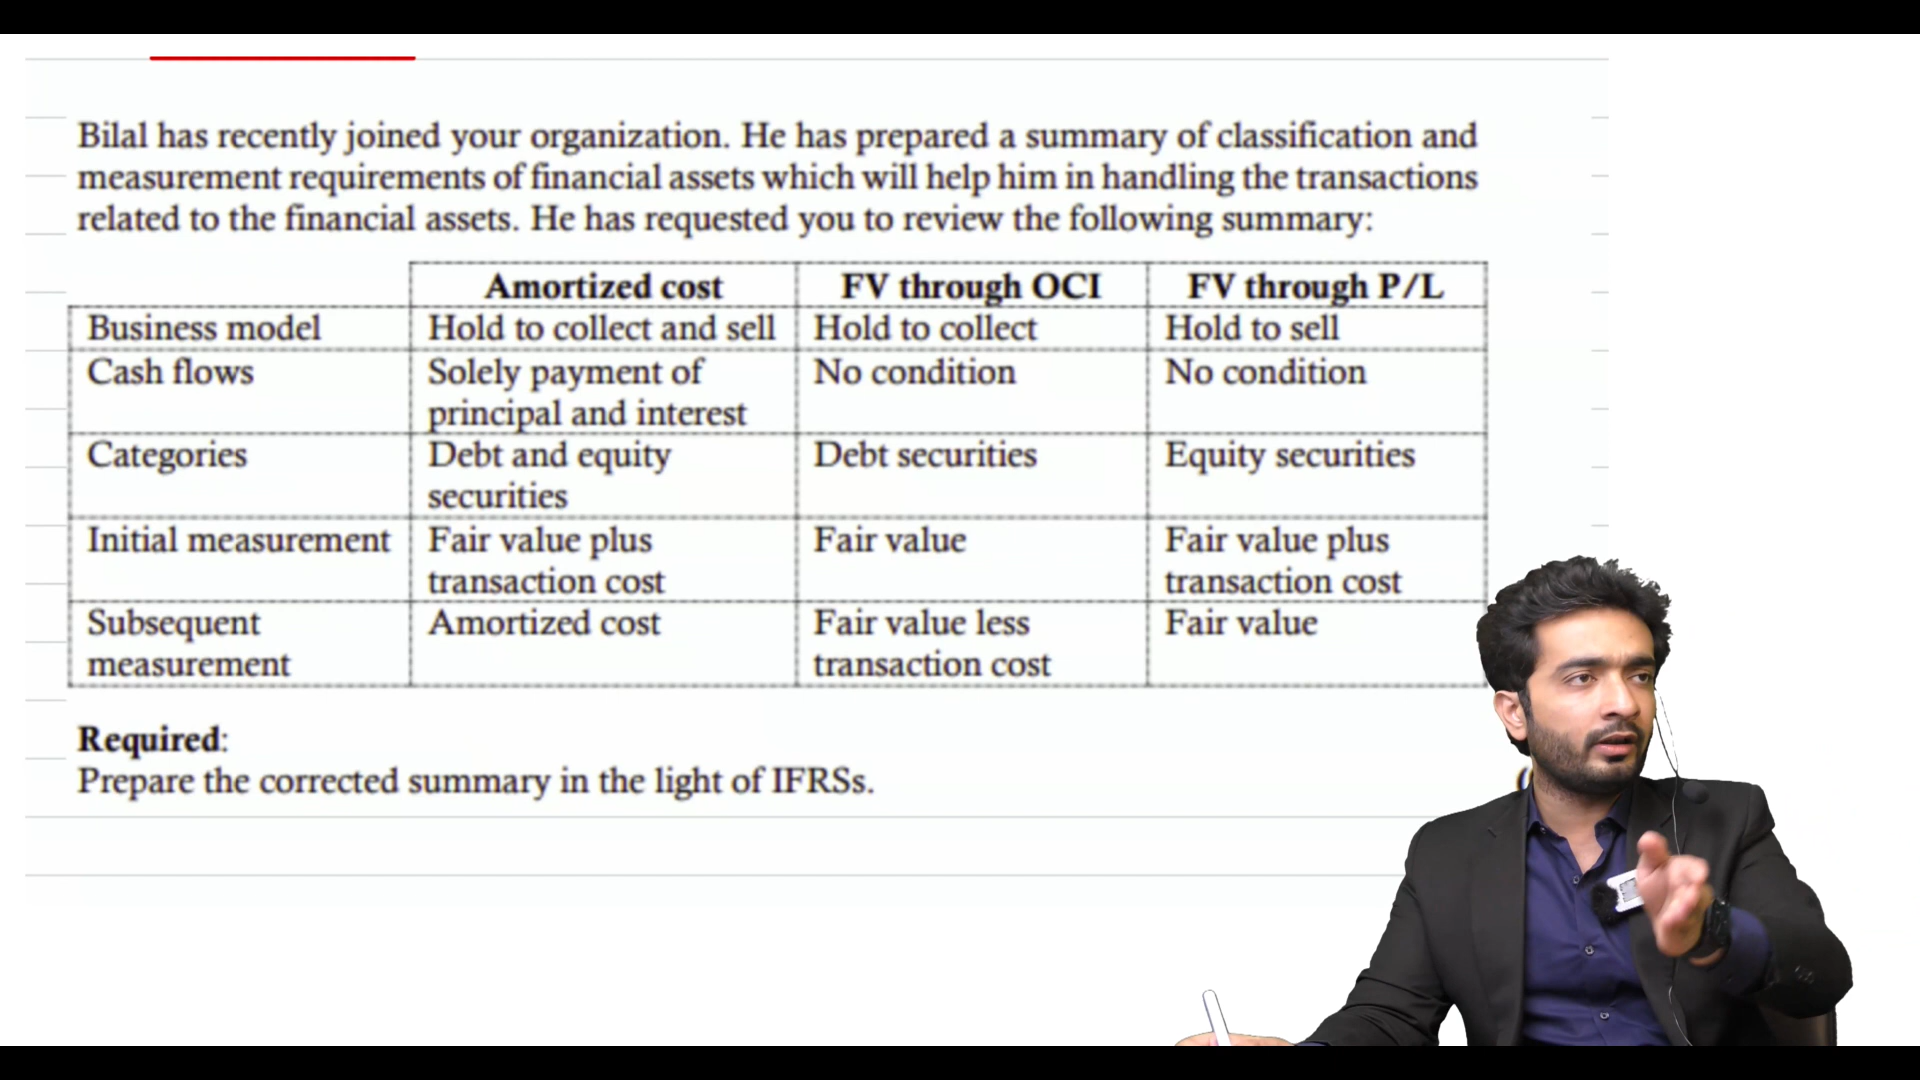 Bilal has recently joined your organization. He has prepared a summary of classification and
measurement requirements of financial assets which will help him in handling the transactions
related to the financial assets. He has requested you to review the following summary:
Amortized cost FV through OCI FV through P/L
Business model Hold to collect and sell Hold to collect Hold to sell
Cash flows Solely payment of No condition No condition
principal and interest
Categories Debt and equity Debt securities Equity securities
securities
Initial measurement Fair value plus Fair value Fair value plus
transaction cost transaction cost
Subsequent Amortized cost Fair value less Fair value
measurement transaction cost
Required:
Prepare the corrected summary in the light of IFRSs.